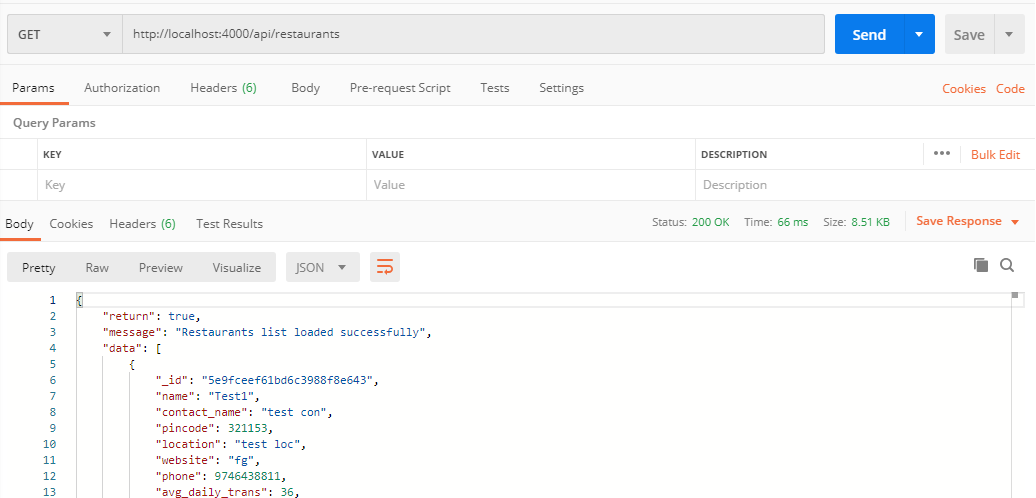 GET http://localhost:4000/api/restaurants Send Save
Params Authorization Headers (6) Body Pre-request Script Tests Settings Cookies Code
Query Params
KEY VALUE DESCRIPTION ••• Bulk Edit
Key Value Description
Body Cookies Headers (6) Test Results Status: 200 OK Time: 66 ms Size: 8.51 KB Save Response
Pretty Raw Preview Visualize JSON
1 {
2 "return": true,
3 "message": "Restaurants list loaded successfully",
4 "data": [
5 {
6 "_id": "5e9fceef61bd6c3988f8e643",
7 "name": "Test1",
8 "contact_name": "test con",
9 "pincode": 321153,
10 "location": "test loc",
11 "website": "fg",
12 "phone": 9746438811,
13 "avg_daily_trans": 36,